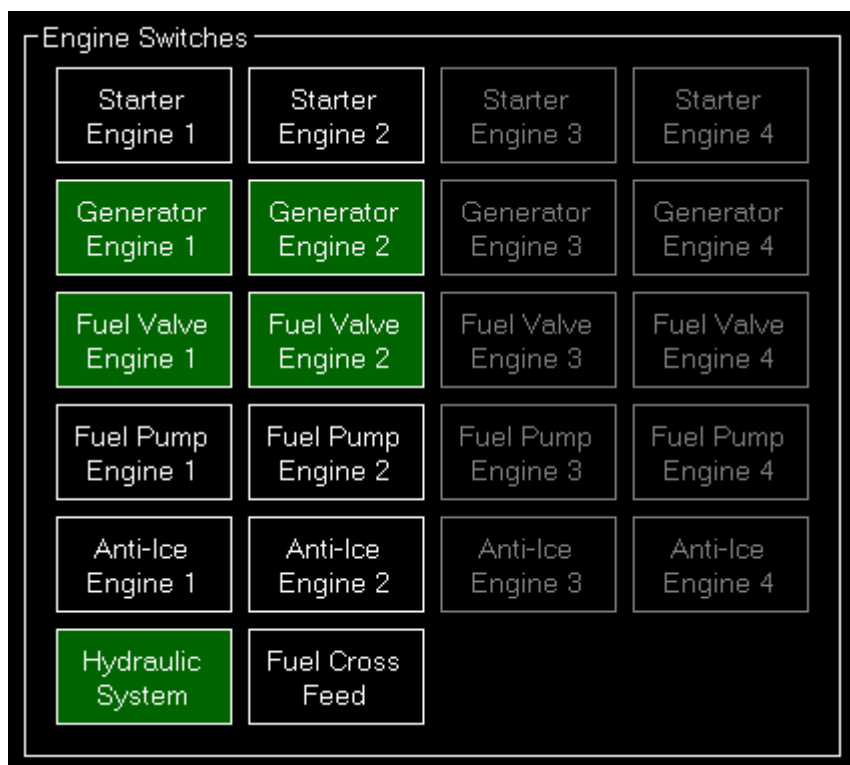 Engine Switches
Starter
Engine 1
Starter
Engine 2
Starter
Engine 3
Starter
Engine 4
Generator
Engine 1
Generator
Engine 2
Generator
Engine 3
Generator
Engine 4
Fuel Valve
Engine 1
Fuel Valve
Engine 2
Fuel Valve
Engine 3
Fuel Valve
Engine 4
Fuel Pump
Engine 1
Fuel Pump
Engine 2
Fuel Pump
Engine 3
Fuel Pump
Engine 4
Anti-Ice
Engine 1
Anti-Ice
Engine 2
Anti-Ice
Engine 3
Anti-Ice
Engine 4
Hydraulic
System
Fuel Cross
Feed